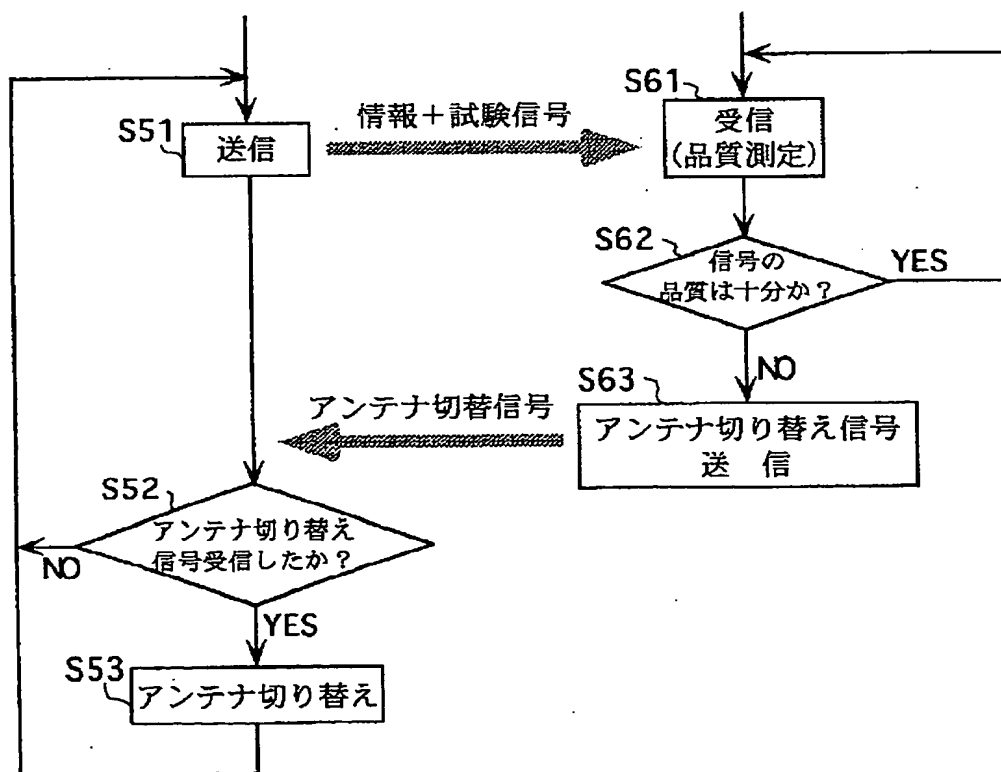 S51
送信
情報＋試験信号
S61
受信
(品質測定)
S62
信号の
品質は十分か？
YES
NO
S63
アンテナ切り替え信号
送　信
アンテナ切替信号
S52
アンテナ切り替え
信号受信したか？
NO
YES
S53
アンテナ切り替え